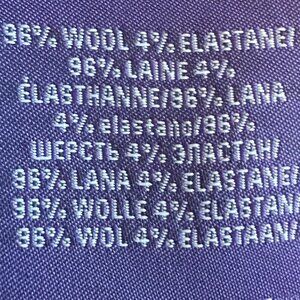 96% WOOL 4% ELASTANE/
96% LAINE 4%
ÉLASTHANNE/96% LANA
4% elastano/96%
ШЕРСТЬ 4% ЭЛАСТАН/
96% LANA 4% ELASTANE/
96% WOLLE 4% ELASTAN/
96% WOL 4% ELASTAAN/